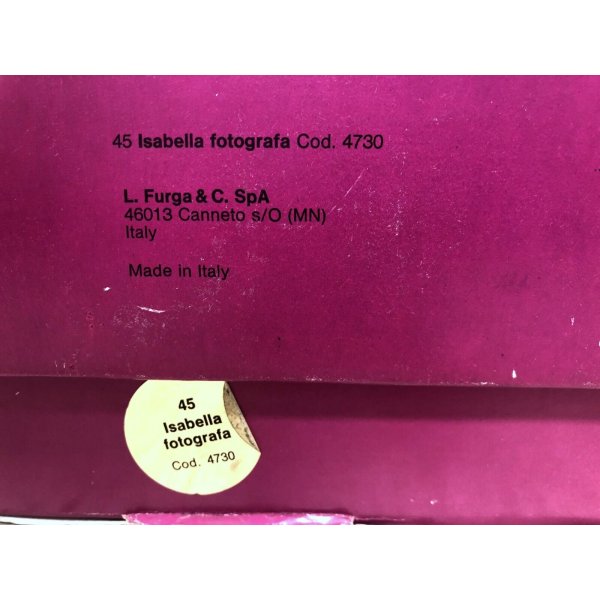 45 Isabella fotografa Cod. 4730
L. Furga & C. SpA
46013 Canneto s/O (MN)
Italy
Made in Italy
45
Isabella
fotografa
Cod. 4730